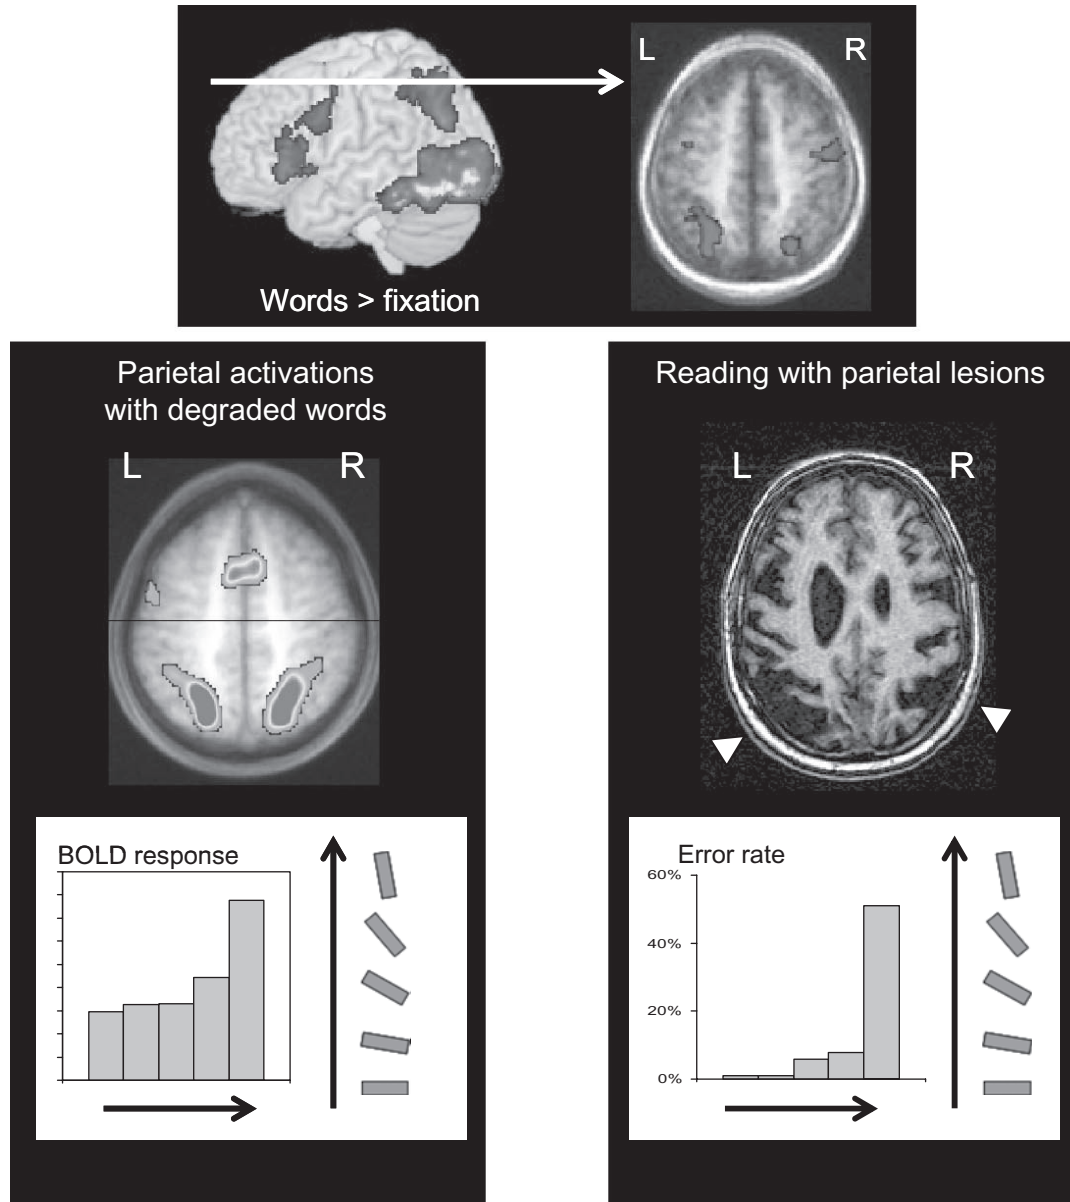 L R
Words > fixation
Parietal activations
with degraded words
L R
BOLD response
Reading with parietal lesions
L R
Error rate
60%
40%
20%
0%